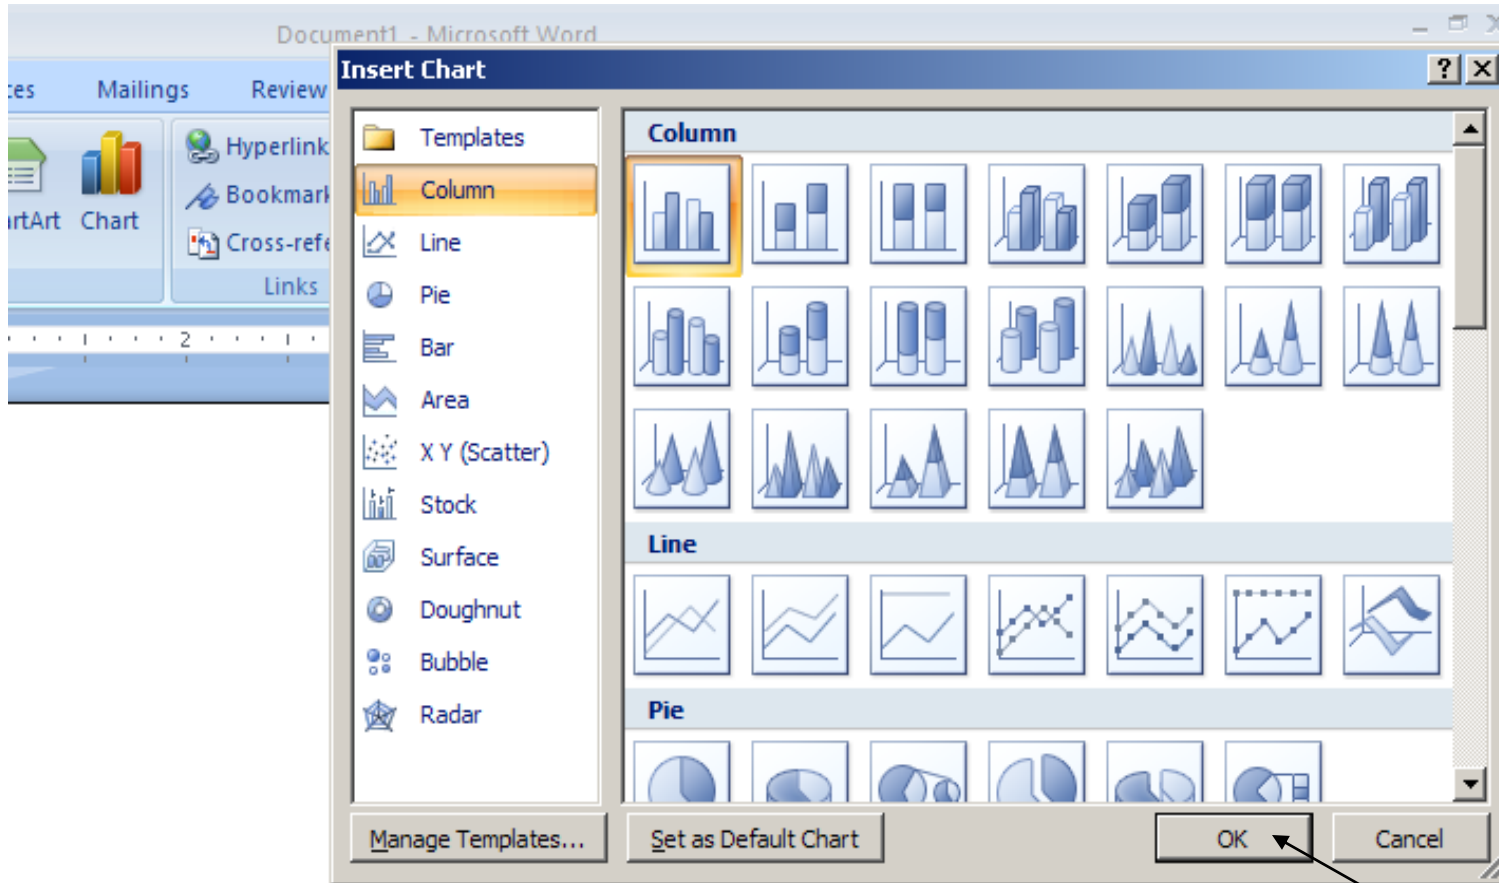 Document1 - Microsoft Word
Insert Chart
Mailings
Review
Hyperlink
Bookmark
Chart
Links
2
Templates
Column
Line
Pie
Bar
Area
X Y (Scatter)
Stock
Surface
Doughnut
Bubble
Radar
Column
Line
Pie
Manage Templates...
Set as Default Chart
OK
Cancel